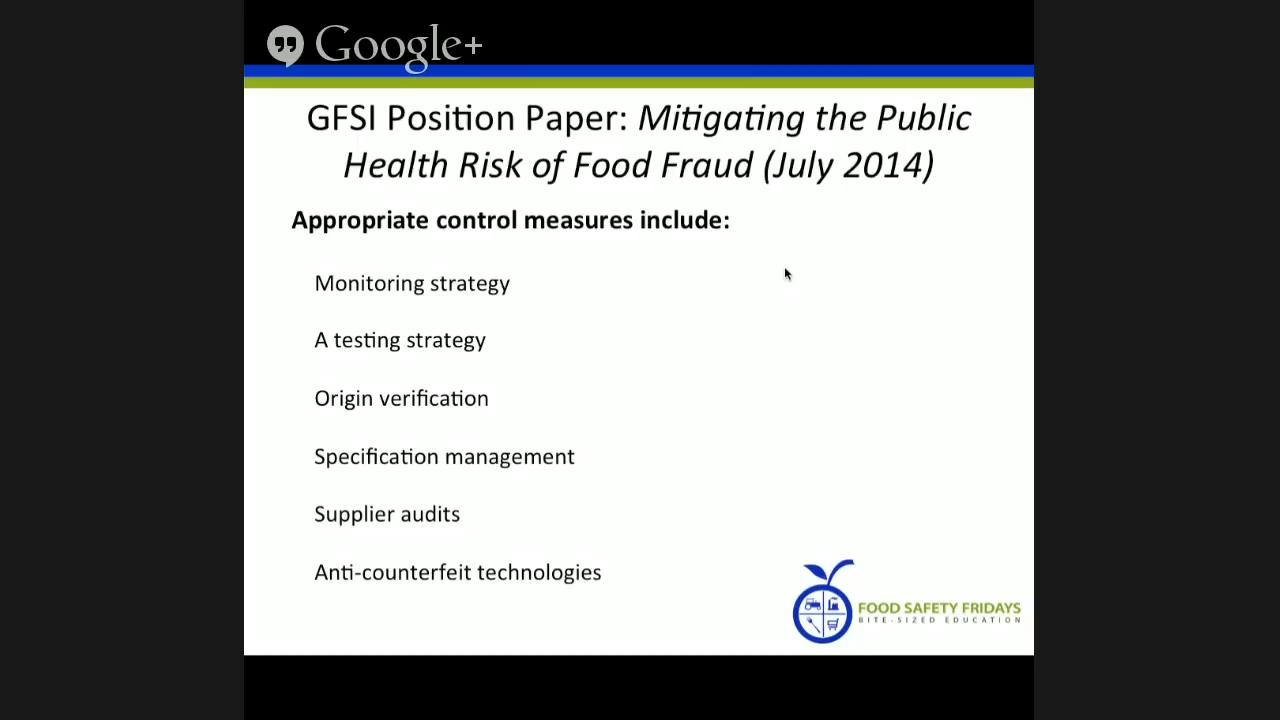 Google+
GFSI Position Paper: Mitigating the Public
Health Risk of Food Fraud (July 2014)
Appropriate control measures include:
Monitoring strategy
A testing strategy
Origin verification
Specification management
Supplier audits
Anti-counterfeit technologies
FOOD SAFETY FRIDAYS
BITE-SIZED EDUCATION